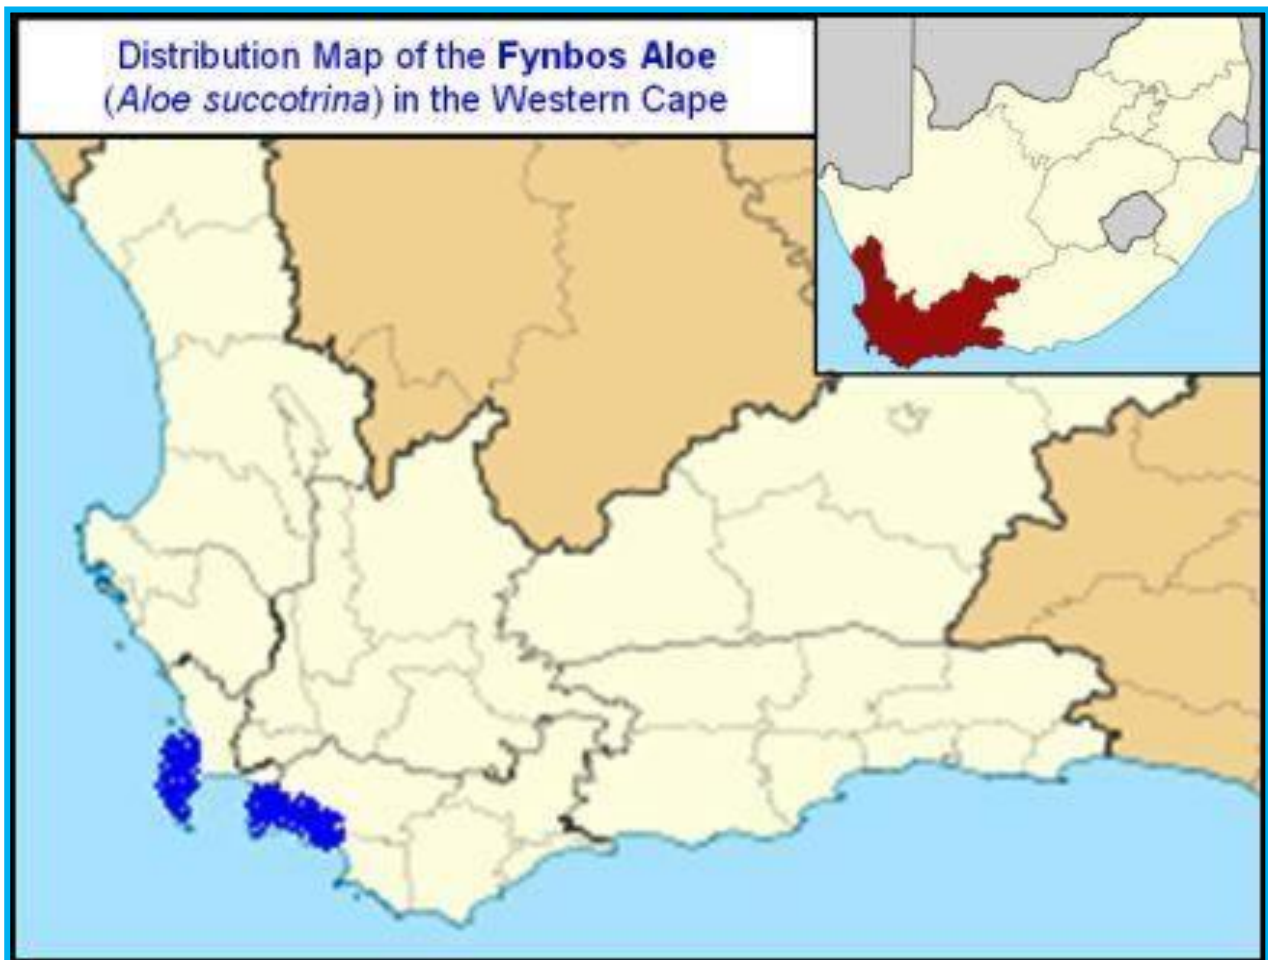 Distribution Map of the Fynbos Aloe
(Aloe succotrina) in the Western Cape